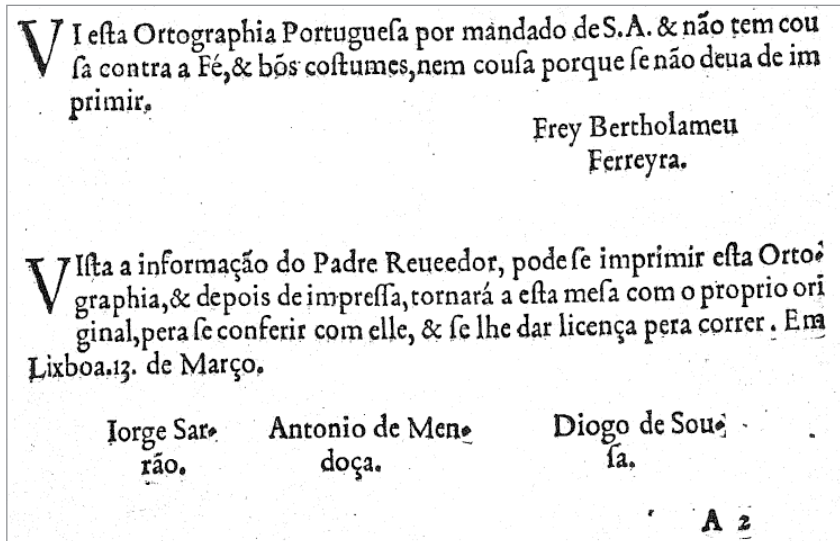 VI eſta Ortographia Portugueſa por mandado de S.A. & não tem cou
ſa contra a Fé, & bõs coſtumes, nem couſa porque ſe não deua de im
primir.
Frey Bertholameu
Ferreyra.
VIſta a informação do Padre Reueedor, pode ſe imprimir eſta Orto-
graphia, & depois de impreſſa, tornará a eſta meſa com o proprio ori
ginal, pera ſe conferir com elle, & ſe lhe dar licença pera correr. Em
Lixboa. 13. de Março.
Iorge Sar- Antonio de Men- Diogo de Sou-
rão. doça. ſa.
A 2